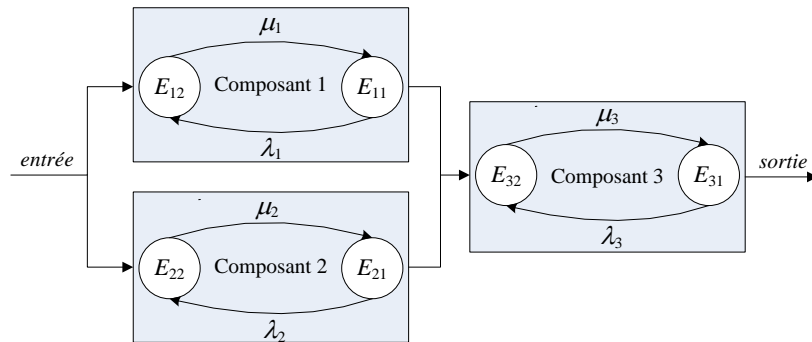 μ1
E12 Composant 1 E11
λ1
entrée
μ2
E22 Composant 2 E21
λ2
μ3
E32 Composant 3 E31
λ3
sortie